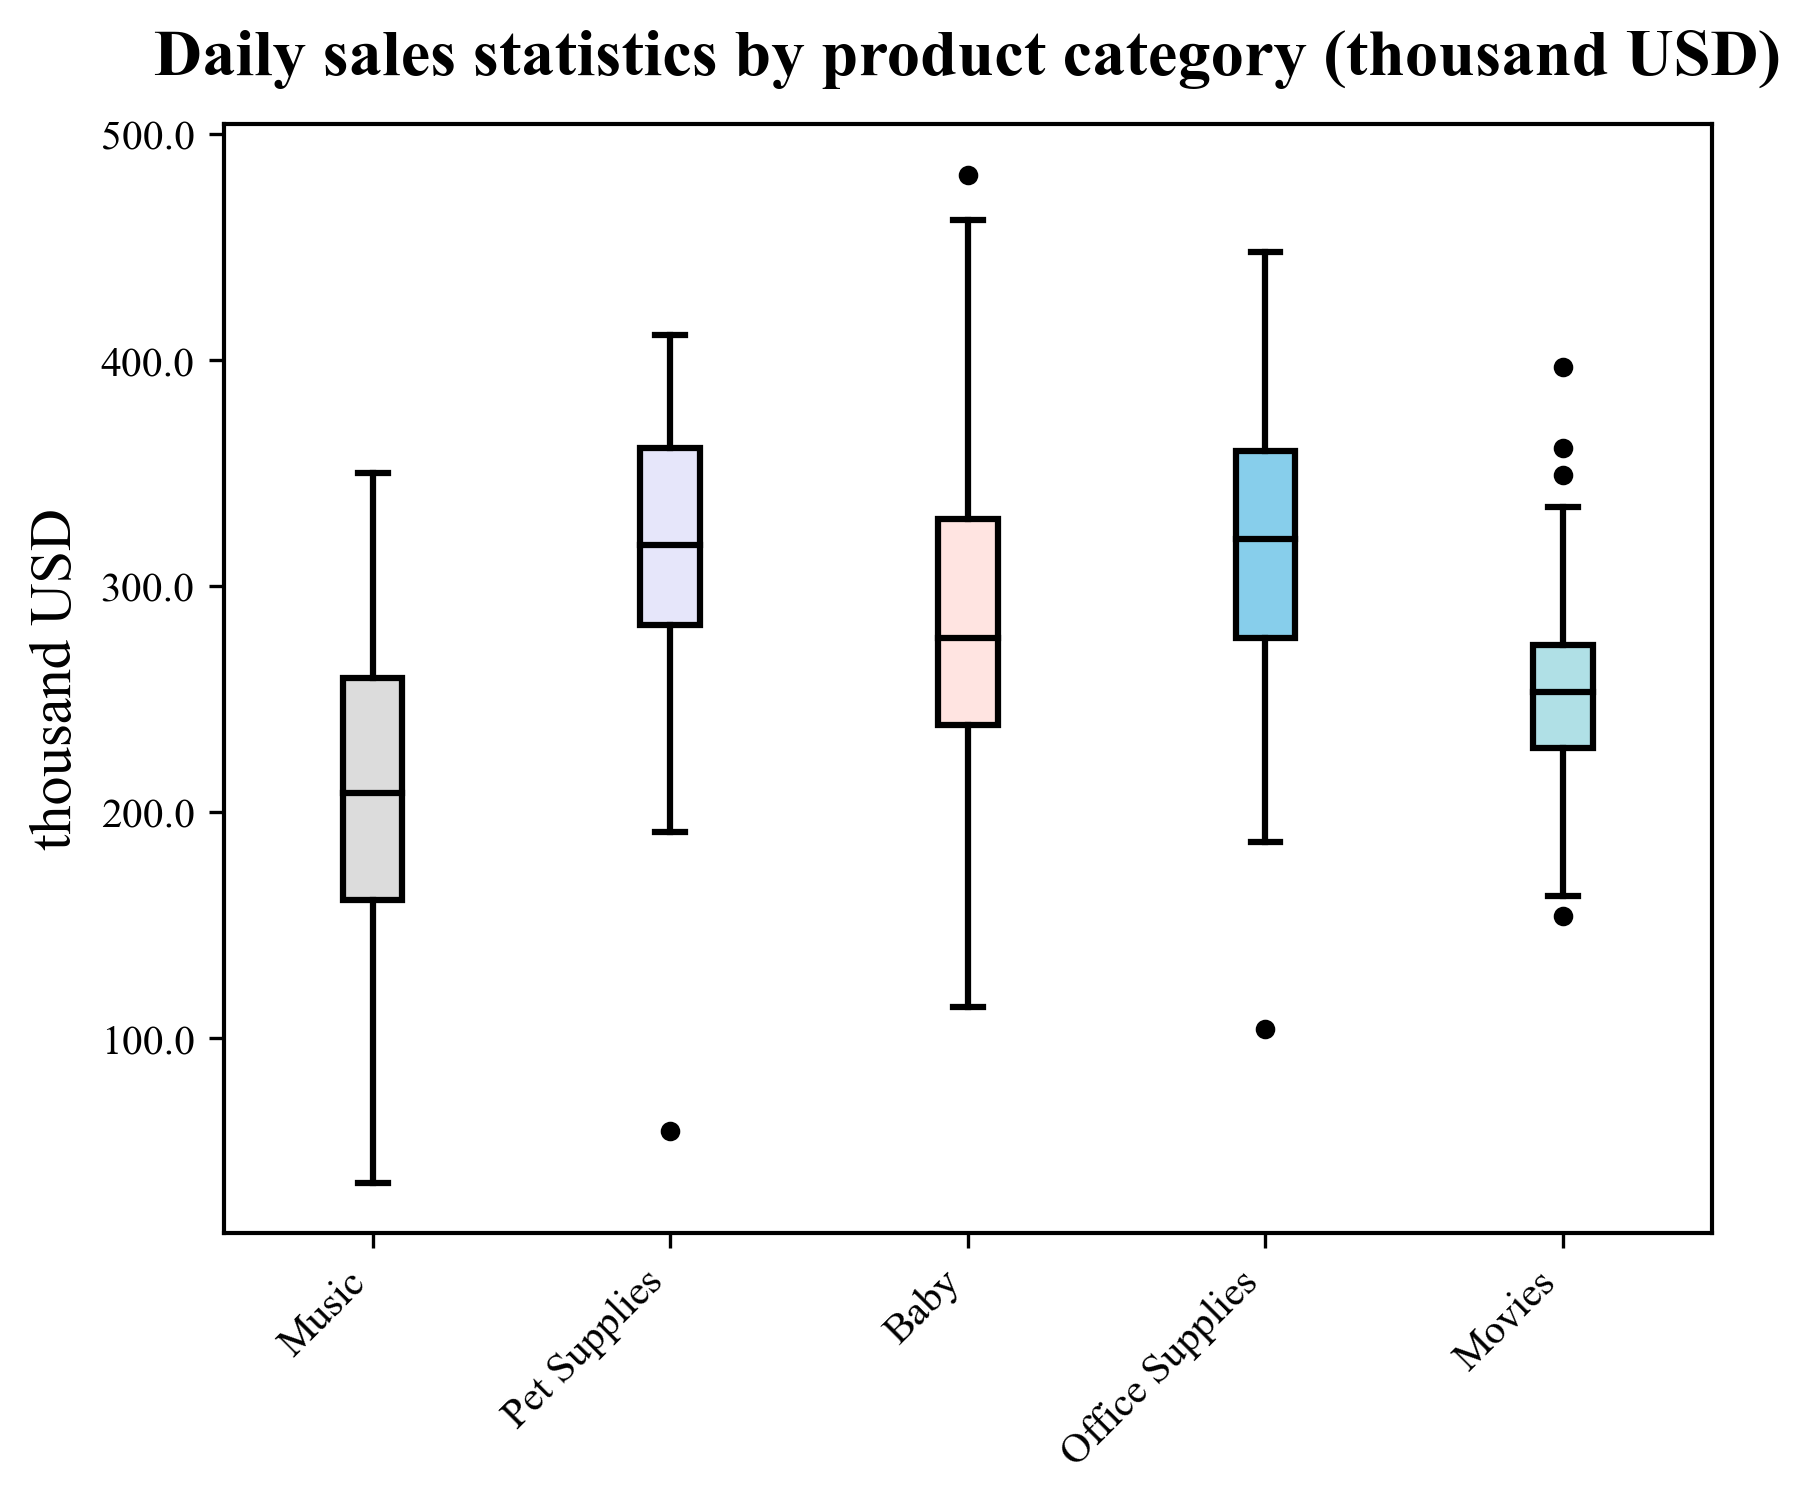 Daily sales statistics by product category (thousand USD)
thousand USD
500.0
400.0
300.0
200.0
100.0
Music
Pet Supplies
Baby
Office Supplies
Movies